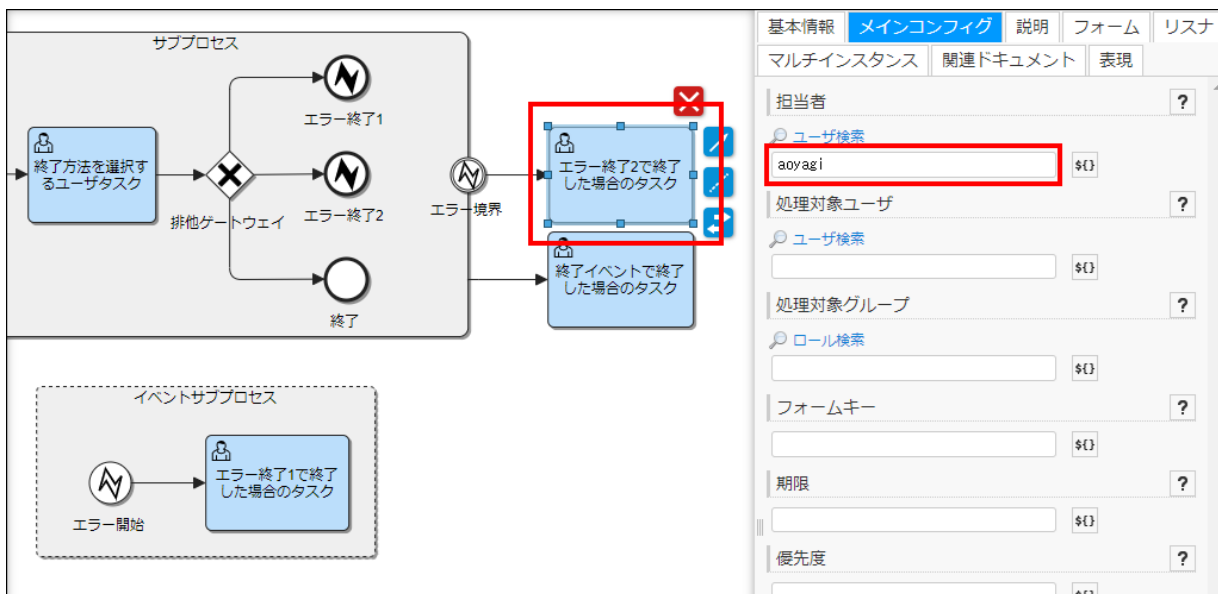 サブプロセス
エラー終了1
終了方法を選択す
るユーザタスク
排他ゲートウェイ
エラー終了2
終了
エラー境界
エラー終了2で終了
した場合のタスク
終了イベントで終了
した場合のタスク
イベントサブプロセス
エラー開始
エラー終了1で終了
した場合のタスク
基本情報 メインコンフィグ 説明 フォーム リスナ
マルチインスタンス 関連ドキュメント 表現
担当者 ?
ユーザ検索
aoyagi ${}
処理対象ユーザ ?
ユーザ検索
${}
処理対象グループ ?
ロール検索
${}
フォームキー ?
${}
期限 ?
${}
優先度 ?
${}